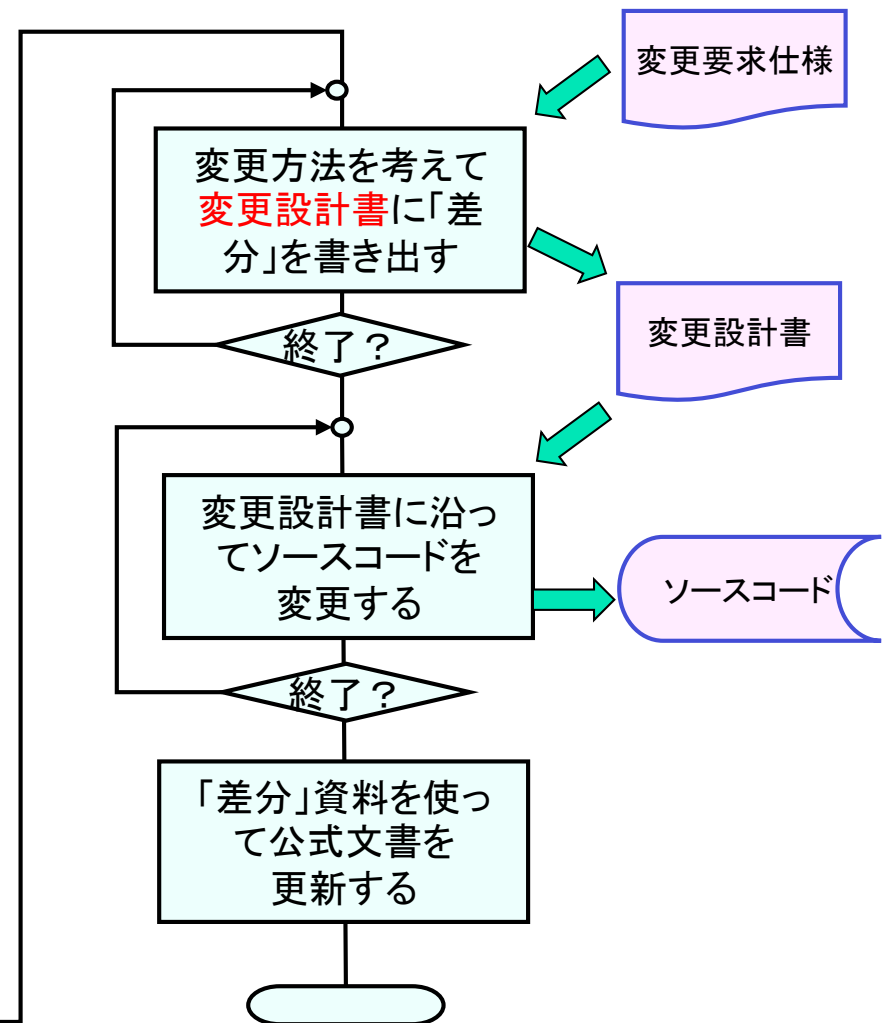 変更要求仕様
変更方法を考えて
変更設計書に「差
分」を書き出す
変更設計書
終了？
変更設計書に沿っ
てソースコードを
変更する
ソースコード
終了？
「差分」資料を使っ
て公式文書を
更新する